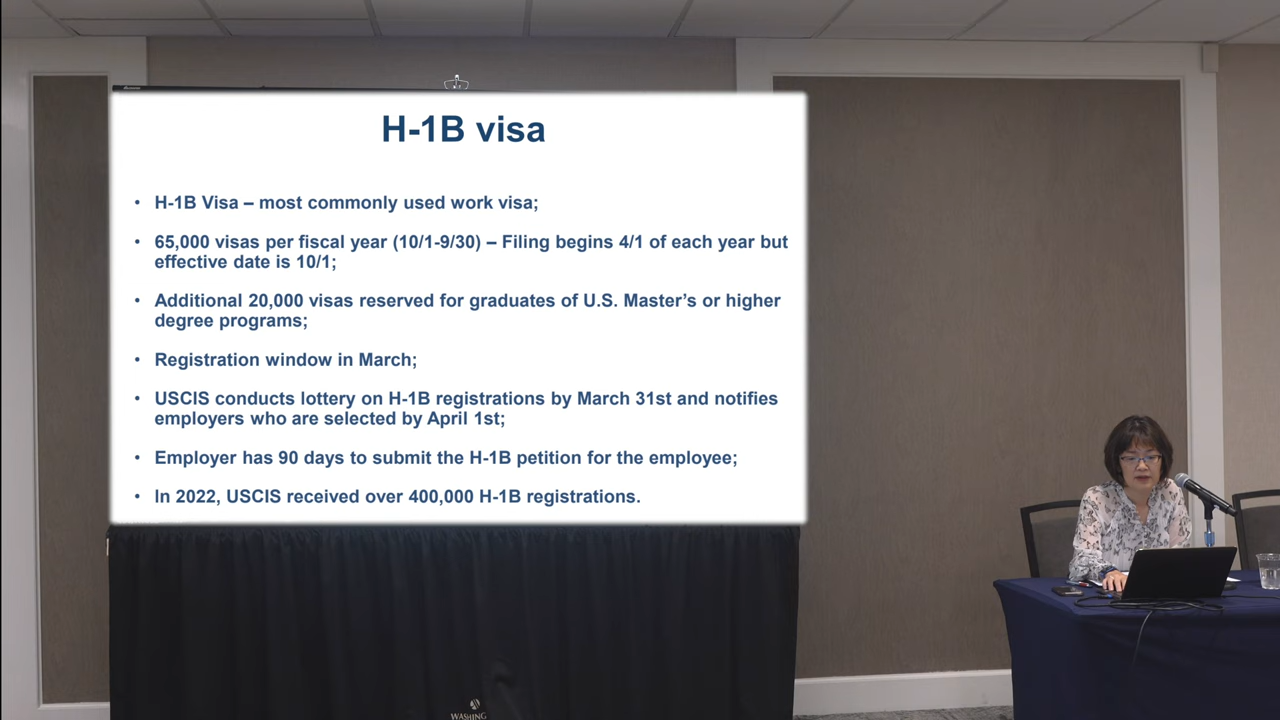 H-1B visa
• H-1B Visa – most commonly used work visa;
• 65,000 visas per fiscal year (10/1-9/30) – Filing begins 4/1 of each year but
effective date is 10/1;
• Additional 20,000 visas reserved for graduates of U.S. Master’s or higher
degree programs;
• Registration window in March;
• USCIS conducts lottery on H-1B registrations by March 31st and notifies
employers who are selected by April 1st;
• Employer has 90 days to submit the H-1B petition for the employee;
• In 2022, USCIS received over 400,000 H-1B registrations.
WASHING